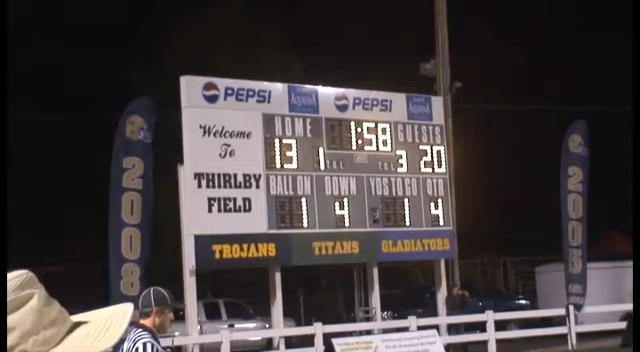 PEPSI AQUAFINA PEPSI AQUAFINA
Welcome
To
THIRLBY
FIELD
HOME 1:58 GUESTS
13 1 T.O.L. T.O.L. 3 20
BALL ON DOWN YDS TO GO QTR
1 4 1 4
TROJANS TITANS GLADIATORS
2008
2005